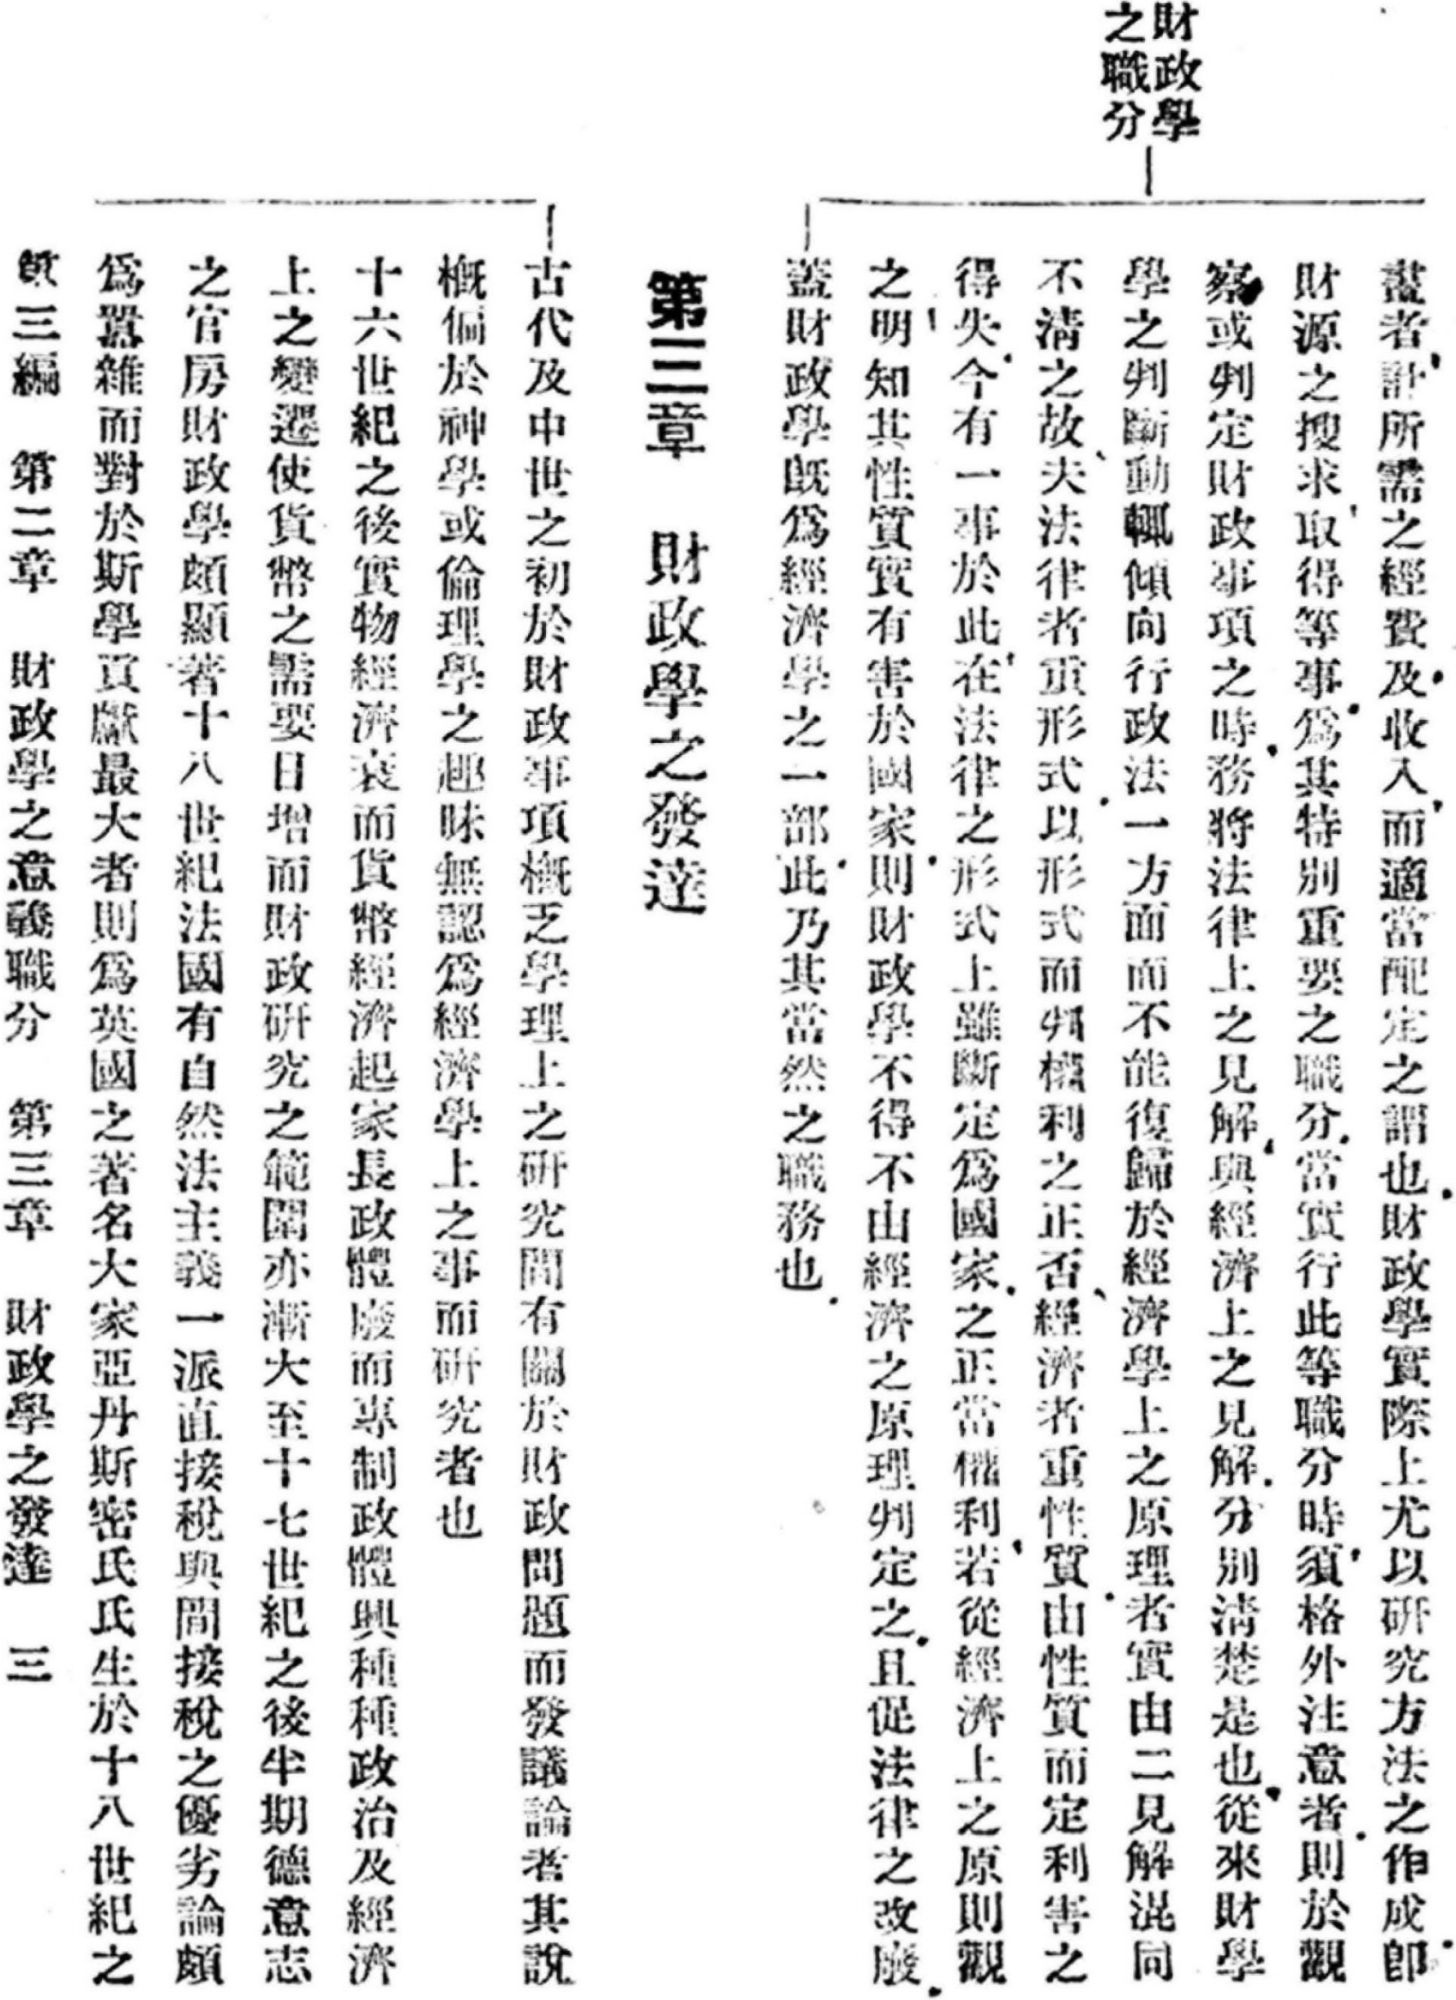 財政學
之職分
畫者計所需之經費及收入而適當配定之謂也財政學實際上尤以研究方法之作成卽
財源之搜求取得等事爲其特別重要之職分當實行此等職分時須格外注意者則於觀
察或判定財政事項之時務將法律上之見解與經濟上之見解分別清楚是也從來財學
學之判斷動輒傾向行政法一方面而不能復歸於經濟學上之原理者實由二見解混同
不清之故夫法律者重形式以形式而判權利之正否經濟者重性質由性質而定利害之
得失今有一事於此在法律之形式上雖斷定爲國家之正當權利若從經濟上之原則觀
之明知其性質實有害於國家則財政學不得不由經濟之原理判定之且促法律之改廢
蓋財政學既爲經濟學之一部此乃其當然之職務也
第三章 財政學之發達
古代及中世之初於財政事項概乏學理上之研究間有關於財政問題而發議論者其說
概偏於神學或倫理學之趣味無認爲經濟學上之事而研究者也
十六世紀之後實物經濟衰而貨幣經濟起家長政體廢而專制政體興種種政治及經濟
上之變遷使貨幣之需要日增而財政研究之範圍亦漸大至十七世紀之後半期德意志
之官房財政學頗顯著十八世紀法國有自然法主義一派直接稅與間接稅之優劣論頗
爲囂雜而對於斯學貢獻最大者則爲英國之著名大家亞丹斯密氏氏生於十八世紀之
第三編 第二章 財政學之意義職分 第三章 財政學之發達 三